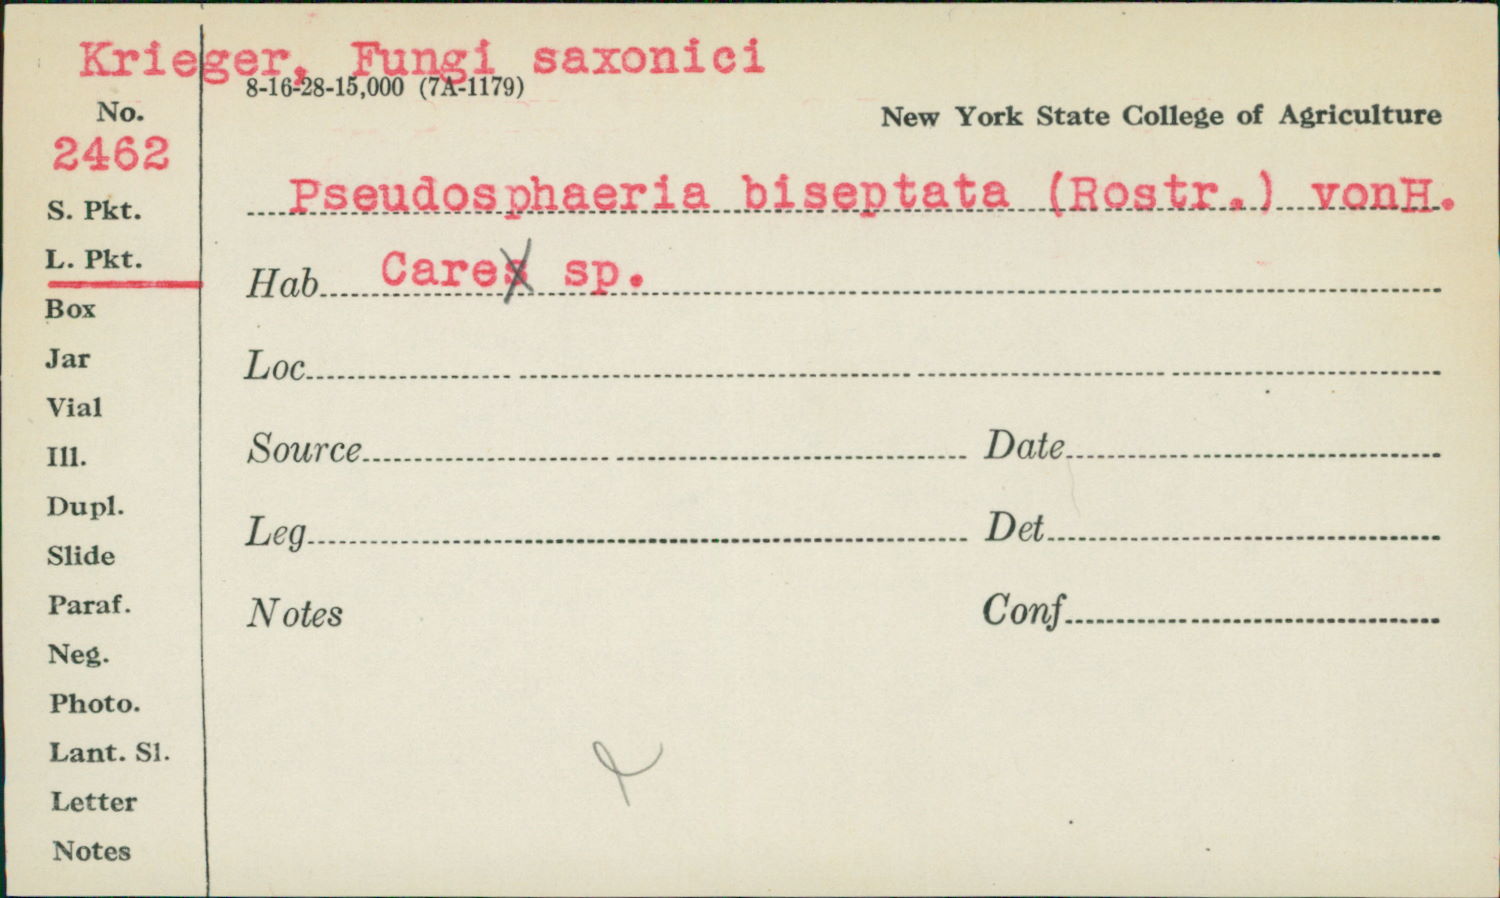 Krieger, Fungi saxonici
8-16-28-15,000 (7A-1179)
New York State College of Agriculture
No.
2462
S. Pkt.
L. Pkt.
Box
Jar
Vial
Ill.
Dupl.
Slide
Paraf.
Neg.
Photo.
Lant. Sl.
Letter
Notes
Pseudosphaeria biseptata (Rostr.) vonH.
Hab Carex sp.
Loc
Source Date
Leg Det
Notes Conf